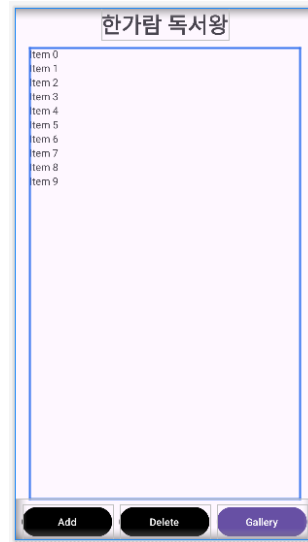 한가람 독서왕
Item 0
Item 1
Item 2
Item 3
Item 4
Item 5
Item 6
Item 7
Item 8
Item 9
Add
Delete
Gallery